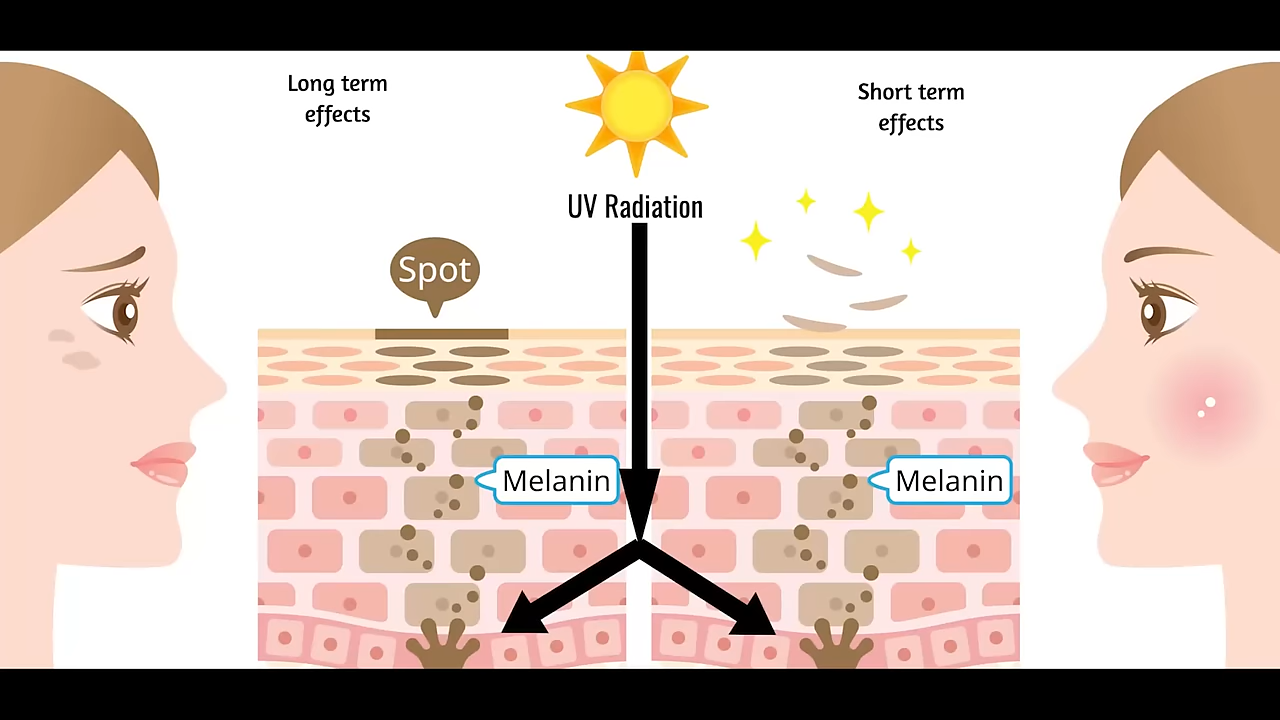 Long term
effects
Short term
effects
UV Radiation
Spot
Melanin
Melanin